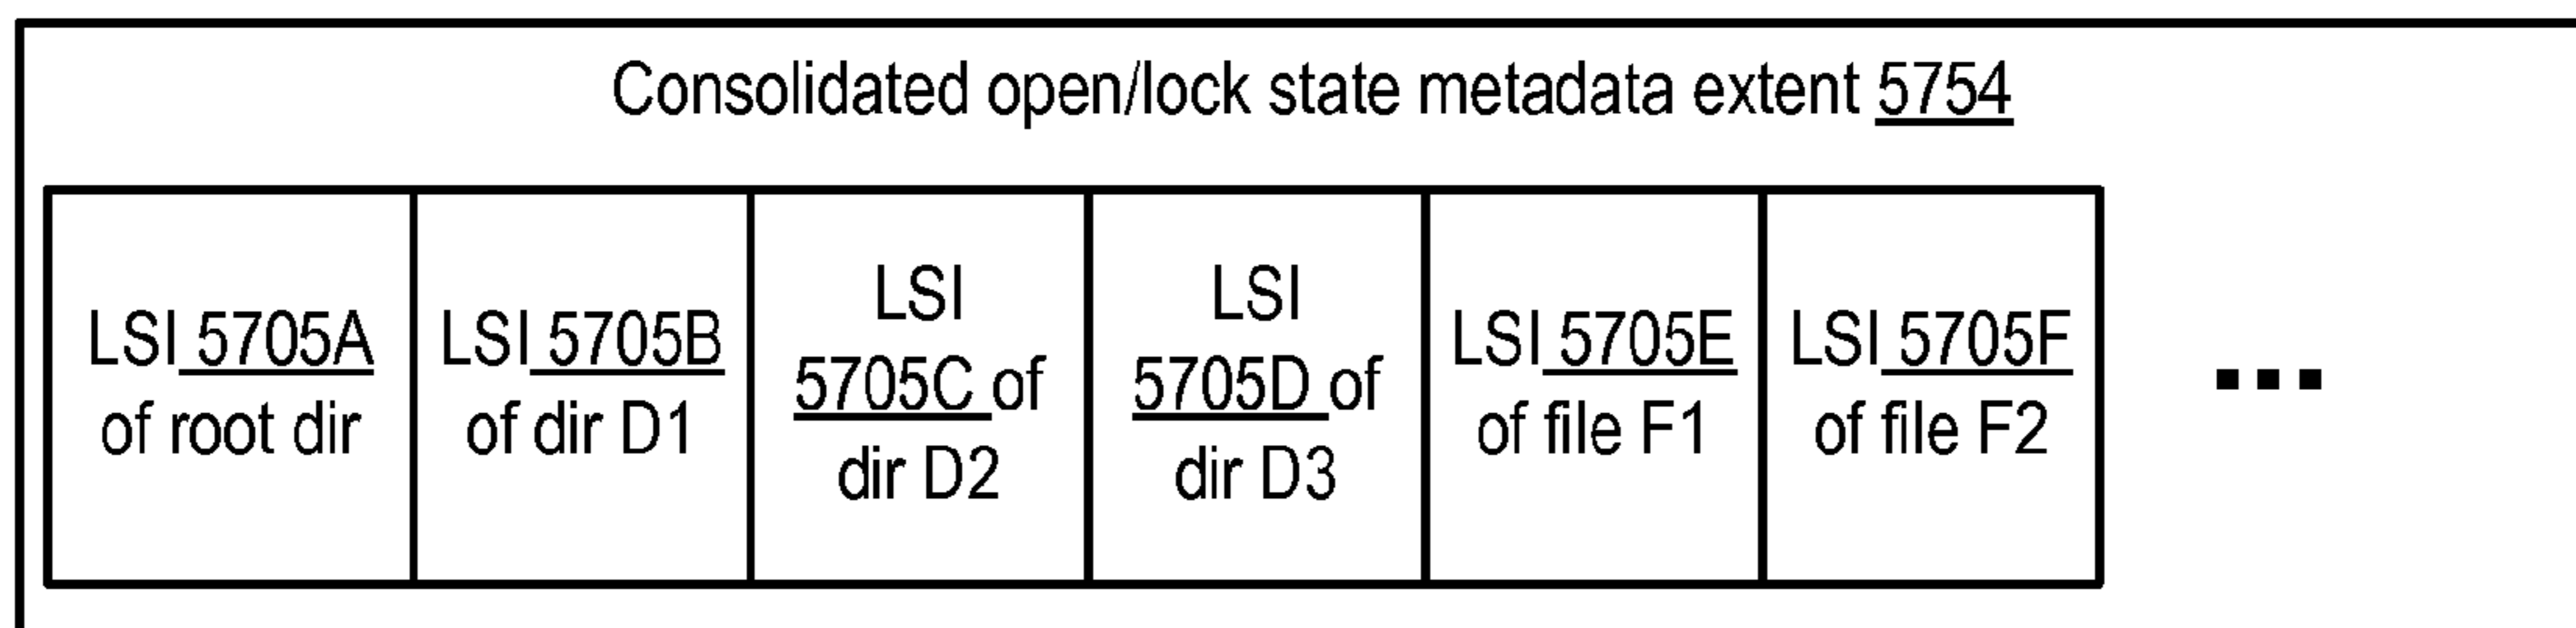 Consolidated open/lock state metadata extent 5754
LSI 5705A
of root dir
LSI 5705B
of dir D1
LSI
5705C of
dir D2
LSI
5705D of
dir D3
LSI 5705E
of file F1
LSI 5705F
of file F2
...